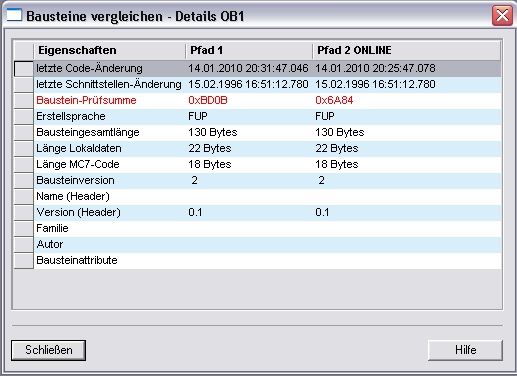 Bausteine vergleichen - Details OB1
Eigenschaften Pfad 1 Pfad 2 ONLINE
letzte Code-Änderung 14.01.2010 20:31:47.046 14.01.2010 20:25:47.078
letzte Schnittstellen-Änderung 15.02.1996 16:51:12.780 15.02.1996 16:51:12.780
Baustein-Prüfsumme 0xBD0B 0x6A84
Erstellsprache FUP FUP
Bausteingesamtlänge 130 Bytes 130 Bytes
Länge Lokaldaten 22 Bytes 22 Bytes
Länge MC7-Code 18 Bytes 18 Bytes
Bausteinversion 2 2
Name (Header)
Version (Header) 0.1 0.1
Familie
Autor
Bausteinattribute
Schließen Hilfe